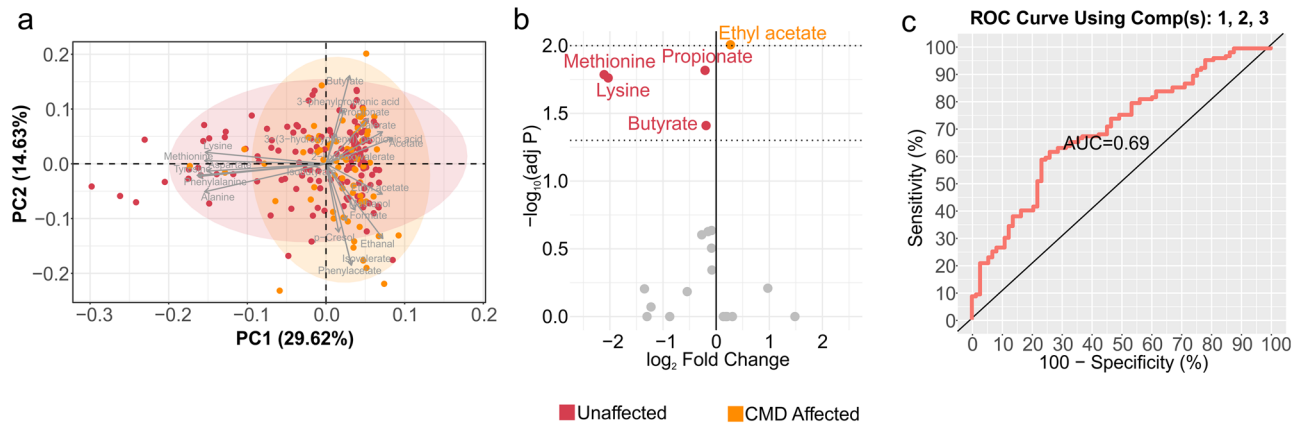 a
0.2
0.1
0.0
−0.1
−0.2
PC2 (14.63%)
Butyrate
3-phenylpropionic acid
Propionate
Acetate
Lysine
Methionine
Phenylalanine
Alanine
Formate
p-Cresol
Ethanal
Isovalerate
Phenylacetate
−0.3
−0.2
−0.1
0.0
0.1
0.2
PC1 (29.62%)
b
Ethyl acetate
2.0
Propionate
Methionine
Lysine
1.5
Butyrate
1.0
0.5
0.0
−log10(adj P)
−2
−1
0
1
2
log2 Fold Change
c
ROC Curve Using Comp(s): 1, 2, 3
100
90
80
70
60
50
40
30
20
10
0
Sensitivity (%)
AUC=0.69
0 10 20 30 40 50 60 70 80 90 100
100 − Specificity (%)
Unaffected
CMD Affected